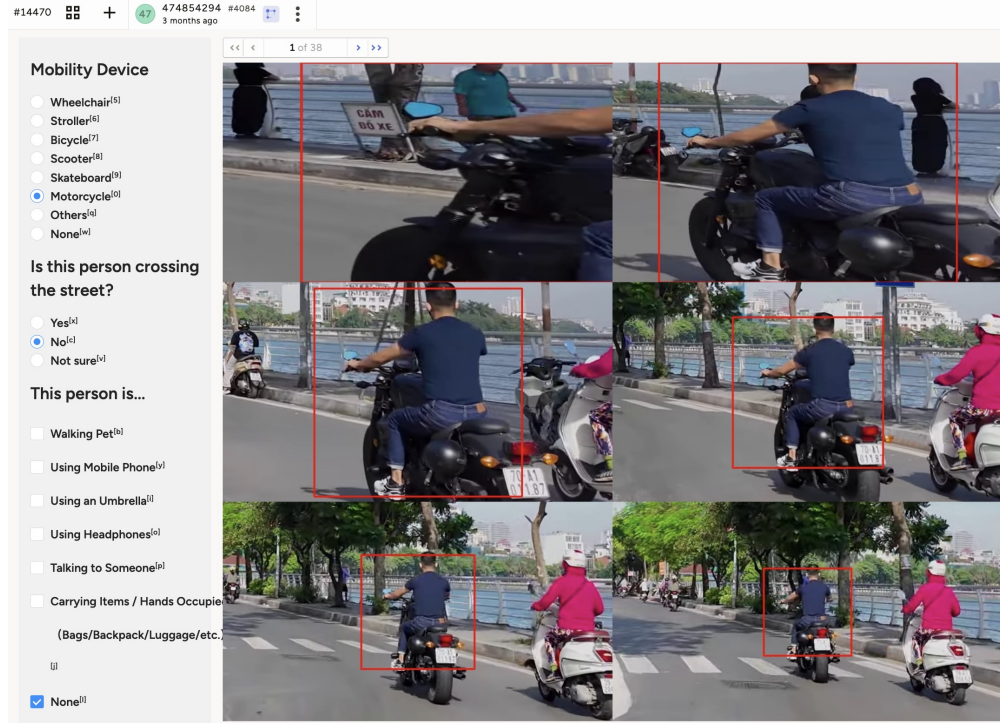 #14470
47
474854294 #4084
3 months ago
1 of 38
Mobility Device
Wheelchair[5]
Stroller[6]
Bicycle[7]
Scooter[8]
Skateboard[9]
Motorcycle[0]
Others[q]
None[w]
Is this person crossing
the street?
Yes[x]
No[c]
Not sure[v]
This person is...
Walking Pet[b]
Using Mobile Phone[y]
Using an Umbrella[i]
Using Headphones[o]
Talking to Someone[p]
Carrying Items / Hands Occupie
(Bags/Backpack/Luggage/etc.)
[j]
None[l]
CẤM
ĐỖ XE